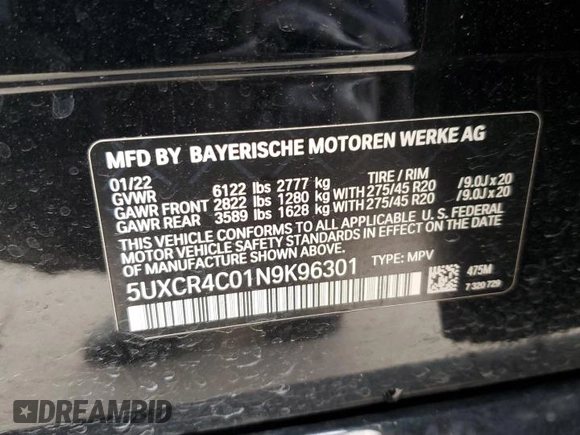 MFD BY BAYERISCHE MOTOREN WERKE AG
01/22 TIRE / RIM
GVWR 6122 lbs 2777 kg
GAWR FRONT 2822 lbs 1280 kg WITH 275/45 R20 /9.0J x 20
GAWR REAR 3589 lbs 1628 kg WITH 275/45 R20 /9.0J x 20
THIS VEHICLE CONFORMS TO ALL APPLICABLE U. S. FEDERAL
MOTOR VEHICLE SAFETY STANDARDS IN EFFECT ON THE DATE
OF MANUFACTURE SHOWN ABOVE.
5UXCR4C01N9K96301 TYPE: MPV
475M
7 320 729
DREAMBID